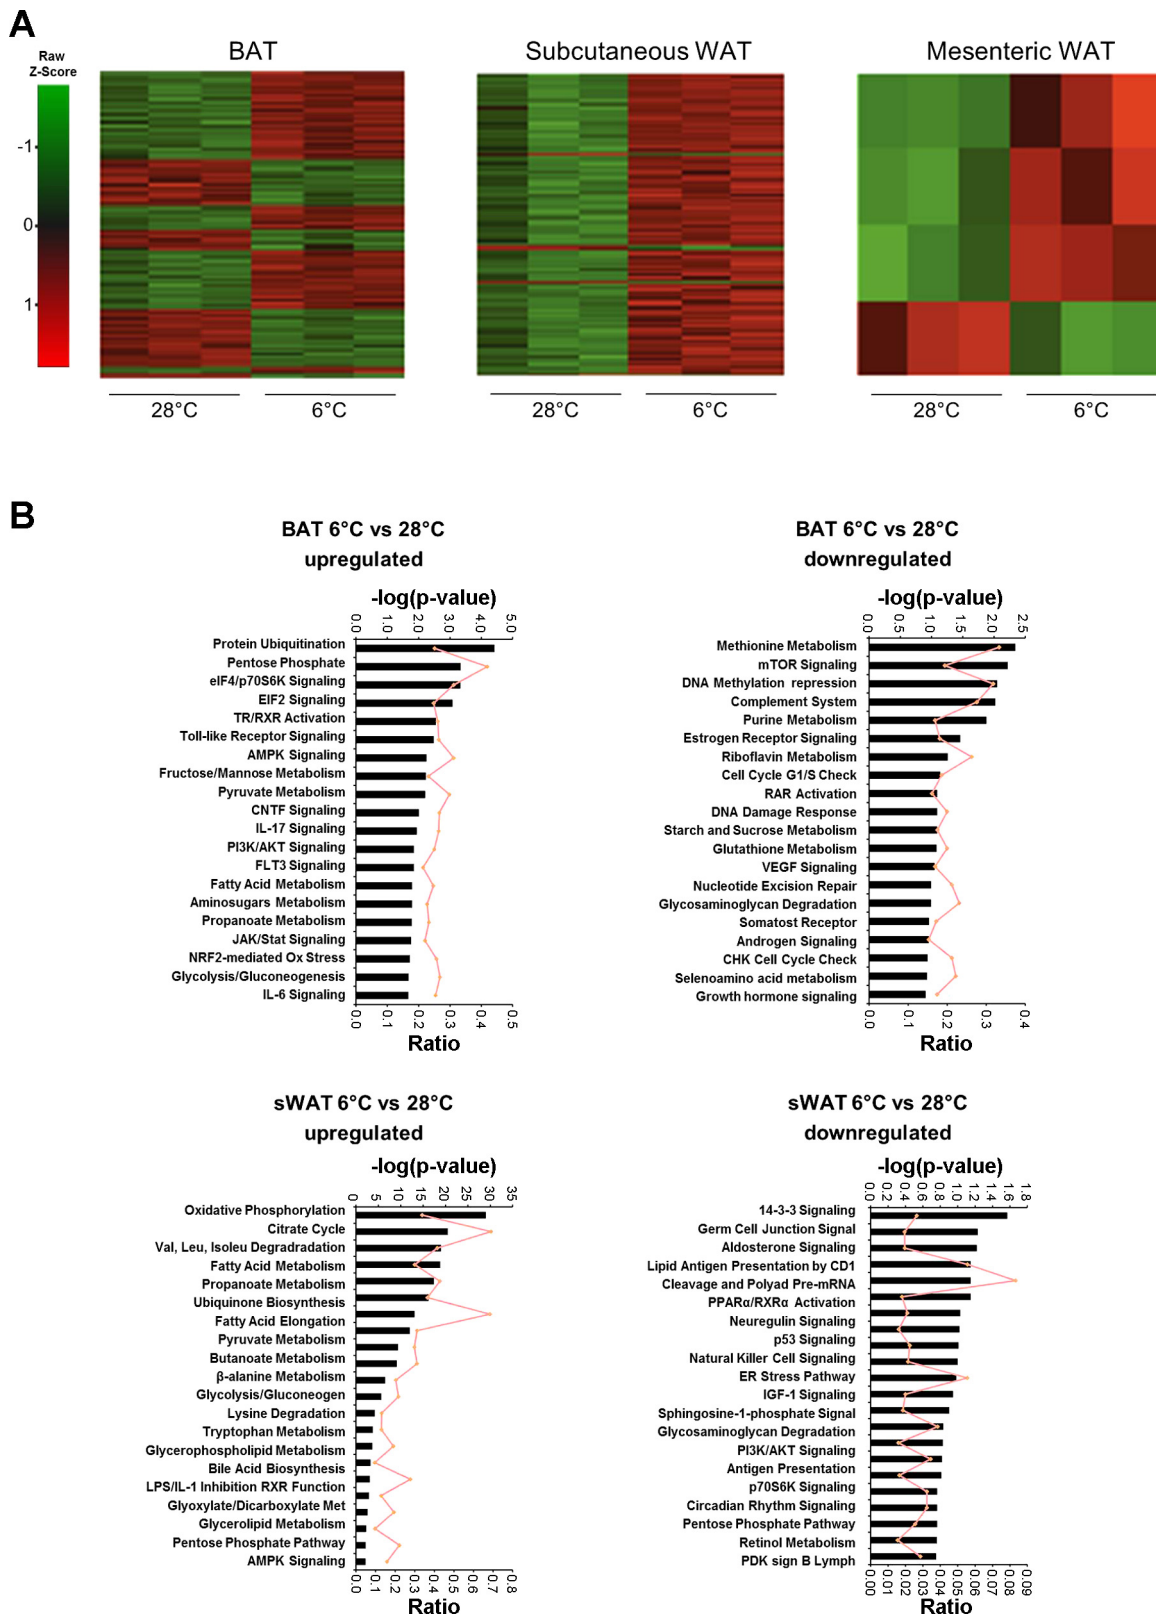 A
Raw
Z-Score
BAT
Subcutaneous WAT
Mesenteric WAT
-1
0
1
28°C
6°C
28°C
6°C
28°C
6°C
B
BAT 6°C vs 28°C
upregulated
-log(p-value)
0.0 1.0 2.0 3.0 4.0 5.0
Protein Ubiquitination
Pentose Phosphate
eIF4/p70S6K Signaling
EIF2 Signaling
TR/RXR Activation
Toll-like Receptor Signaling
AMPK Signaling
Fructose/Mannose Metabolism
Pyruvate Metabolism
CNTF Signaling
IL-17 Signaling
PI3K/AKT Signaling
FLT3 Signaling
Fatty Acid Metabolism
Aminosugars Metabolism
Propanoate Metabolism
JAK/Stat Signaling
NRF2-mediated Ox Stress
Glycolysis/Gluconeogenesis
IL-6 Signaling
0.0 0.1 0.2 0.3 0.4 0.5
Ratio
BAT 6°C vs 28°C
downregulated
-log(p-value)
0.0 0.5 1.0 1.5 2.0 2.5
Methionine Metabolism
mTOR Signaling
DNA Methylation repression
Complement System
Purine Metabolism
Estrogen Receptor Signaling
Riboflavin Metabolism
Cell Cycle G1/S Check
RAR Activation
DNA Damage Response
Starch and Sucrose Metabolism
Glutathione Metabolism
VEGF Signaling
Nucleotide Excision Repair
Glycosaminoglycan Degradation
Somatost Receptor
Androgen Signaling
CHK Cell Cycle Check
Selenoamino acid metabolism
Growth hormone signaling
0.0 0.1 0.2 0.3 0.4
Ratio
sWAT 6°C vs 28°C
upregulated
-log(p-value)
0 5 10 15 20 25 30 35
Oxidative Phosphorylation
Citrate Cycle
Val, Leu, Isoleu Degradradation
Fatty Acid Metabolism
Propanoate Metabolism
Ubiquinone Biosynthesis
Fatty Acid Elongation
Pyruvate Metabolism
Butanoate Metabolism
β-alanine Metabolism
Glycolysis/Gluconeogen
Lysine Degradation
Tryptophan Metabolism
Glycerophospholipid Metabolism
Bile Acid Biosynthesis
LPS/IL-1 Inhibition RXR Function
Glyoxylate/Dicarboxylate Met
Glycerolipid Metabolism
Pentose Phosphate Pathway
AMPK Signaling
0.0 0.1 0.2 0.3 0.4 0.5 0.6 0.7 0.8
Ratio
sWAT 6°C vs 28°C
downregulated
-log(p-value)
0.0 0.2 0.4 0.6 0.8 1.0 1.2 1.4 1.6 1.8
14-3-3 Signaling
Germ Cell Junction Signal
Aldosterone Signaling
Lipid Antigen Presentation by CD1
Cleavage and Polyad Pre-mRNA
PPARα/RXRα Activation
Neuregulin Signaling
p53 Signaling
Natural Killer Cell Signaling
ER Stress Pathway
IGF-1 Signaling
Sphingosine-1-phosphate Signal
Glycosaminoglycan Degradation
PI3K/AKT Signaling
Antigen Presentation
p70S6K Signaling
Circadian Rhythm Signaling
Pentose Phosphate Pathway
Retinol Metabolism
PDK sign B Lymph
0.00 0.01 0.02 0.03 0.04 0.05 0.06 0.07 0.08 0.09
Ratio